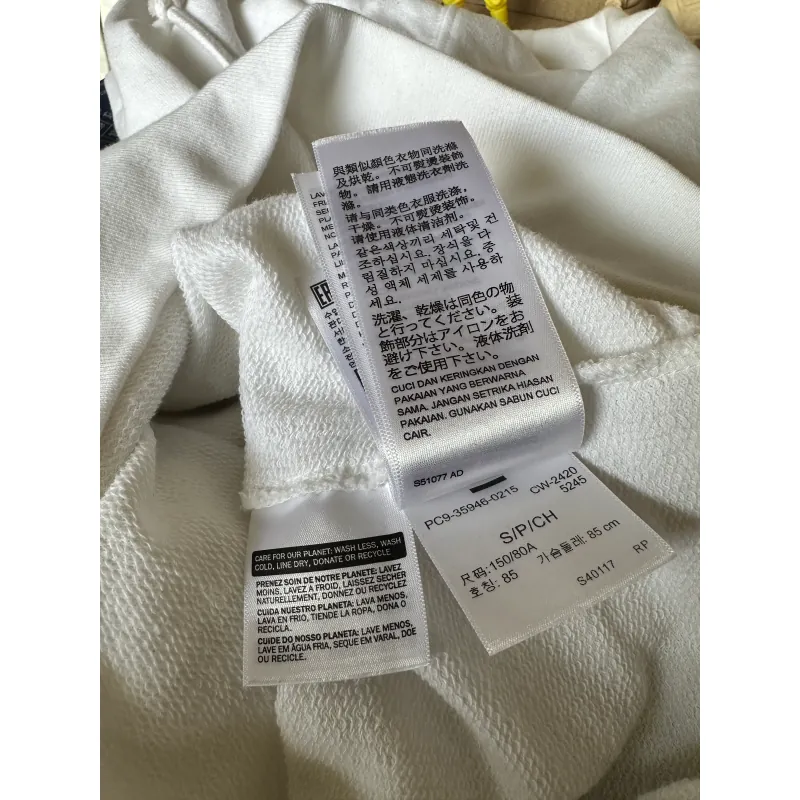 與類似顏色衣物同洗滌
及烘乾。不可熨燙裝飾
物。請用液態洗衣劑洗
滌。
请与同类色衣服洗涤,
干燥。不可熨烫装饰。
请使用液体清洁剂。
같은색상끼리 세탁및 건
조하십시요. 장식을 다
림질하지 마십시요. 중
성 액체 세제를 사용하
세요.
洗濯、乾燥は同色の物
と行ってください。装
飾部分はアイロンをお
避け下さい。液体洗剤
をご使用下さい。
CUCI DAN KERINGKAN DENGAN
PAKAIAN YANG BERWARNA
SAMA. JANGAN SETRIKA HIASAN
PAKAIAN. GUNAKAN SABUN CUCI
CAIR.
S51077 AD
PC9-35946-0215 CW-2420
5245
S/P/CH
尺码:150/80A
호칭: 85 가슴둘레: 85 cm
S40117 RP
CARE FOR OUR PLANET: WASH LESS, WASH
COLD, LINE DRY, DONATE OR RECYCLE
PRENEZ SOIN DE NOTRE PLANETE: LAVEZ
MOINS, LAVEZ À FROID, LAISSEZ SECHER
NATURELLEMENT, DONNEZ OU RECYCLEZ
CUIDA NUESTRO PLANETA: LAVA MENOS,
LAVA EN FRIO, TIENDE LA ROPA, DONA O
RECICLA.
CUIDE DO NOSSO PLANETA: LAVE MENOS,
LAVE EM ÁGUA FRIA, SEQUE EM VARAL, DOE
OU RECICLE.